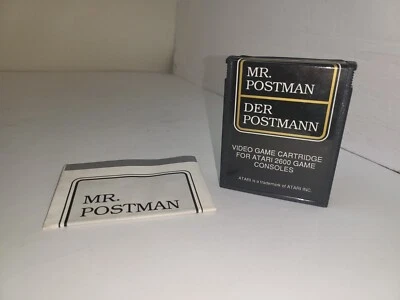 MR.
POSTMAN
DER
POSTMANN
VIDEO GAME CARTRIDGE
FOR ATARI 2600 GAME
CONSOLES
ATARI is a trademark of ATARI INC.
MR.
POSTMAN